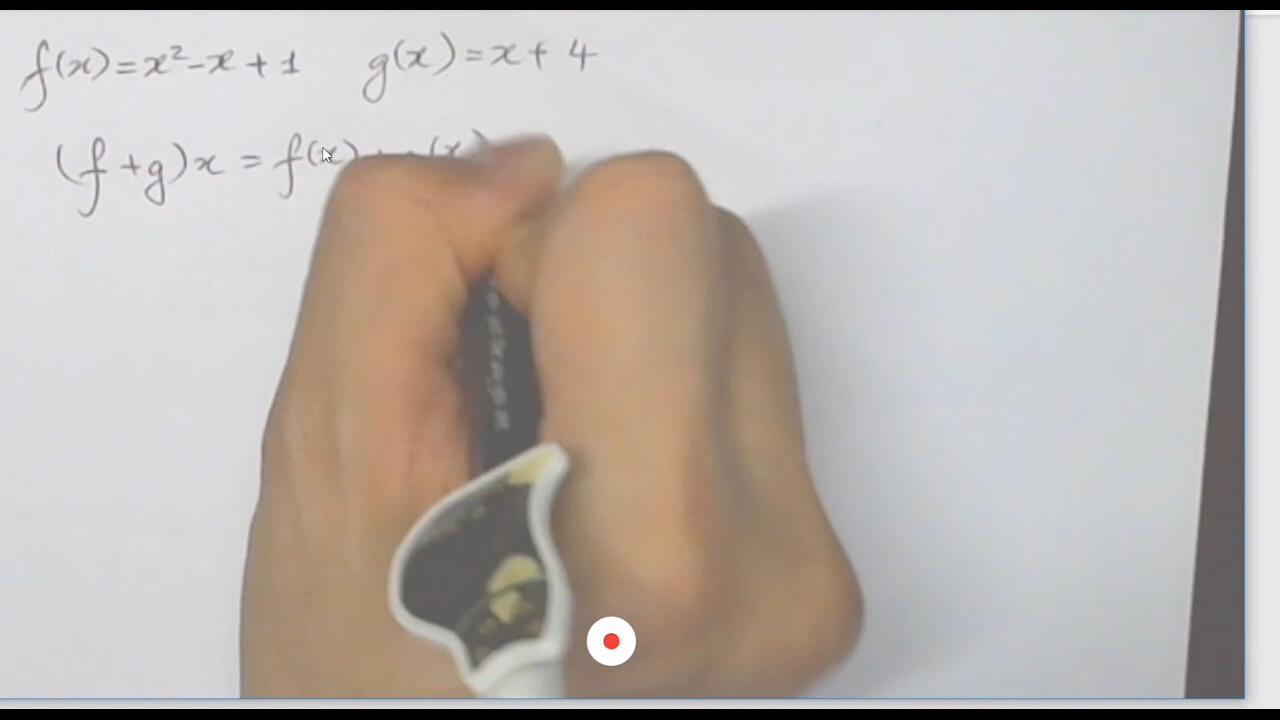 f(x)=x²-x+1 g(x)=x+4
(f+g)x = f(x) + g(x)